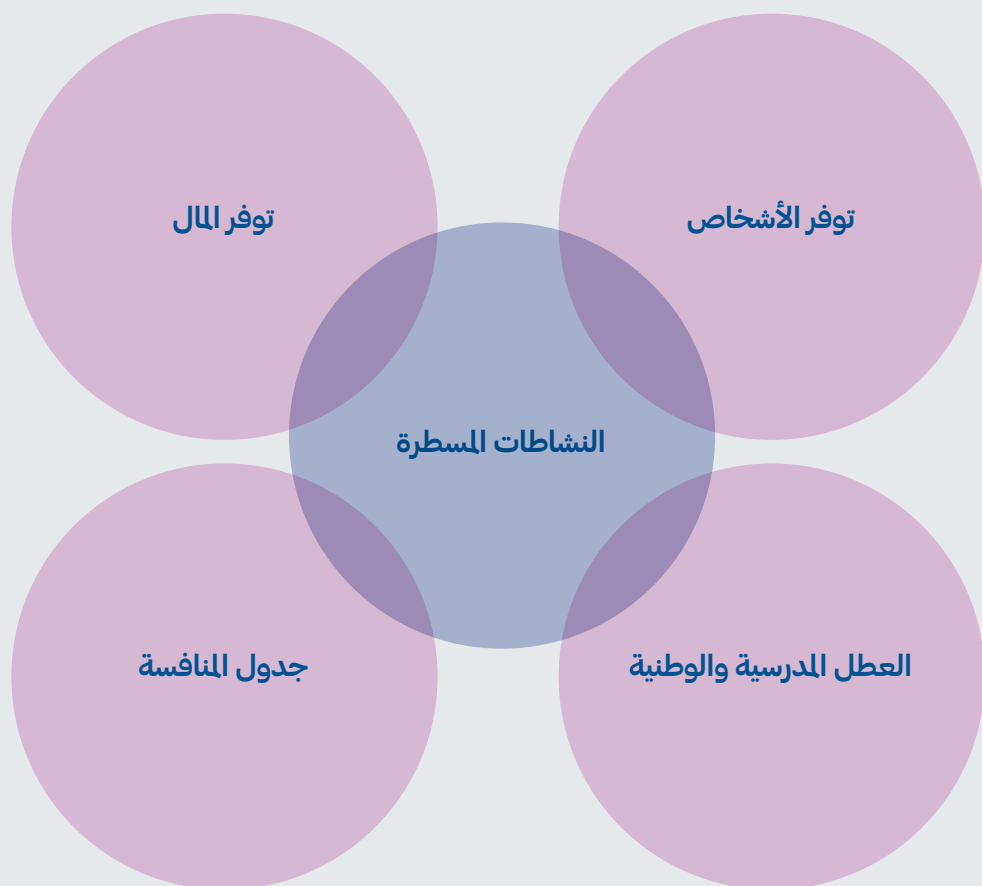 توفر الأشخاص
توفر المال
النشاطات المسطرة
العطل المدرسية والوطنية
جدول المنافسة